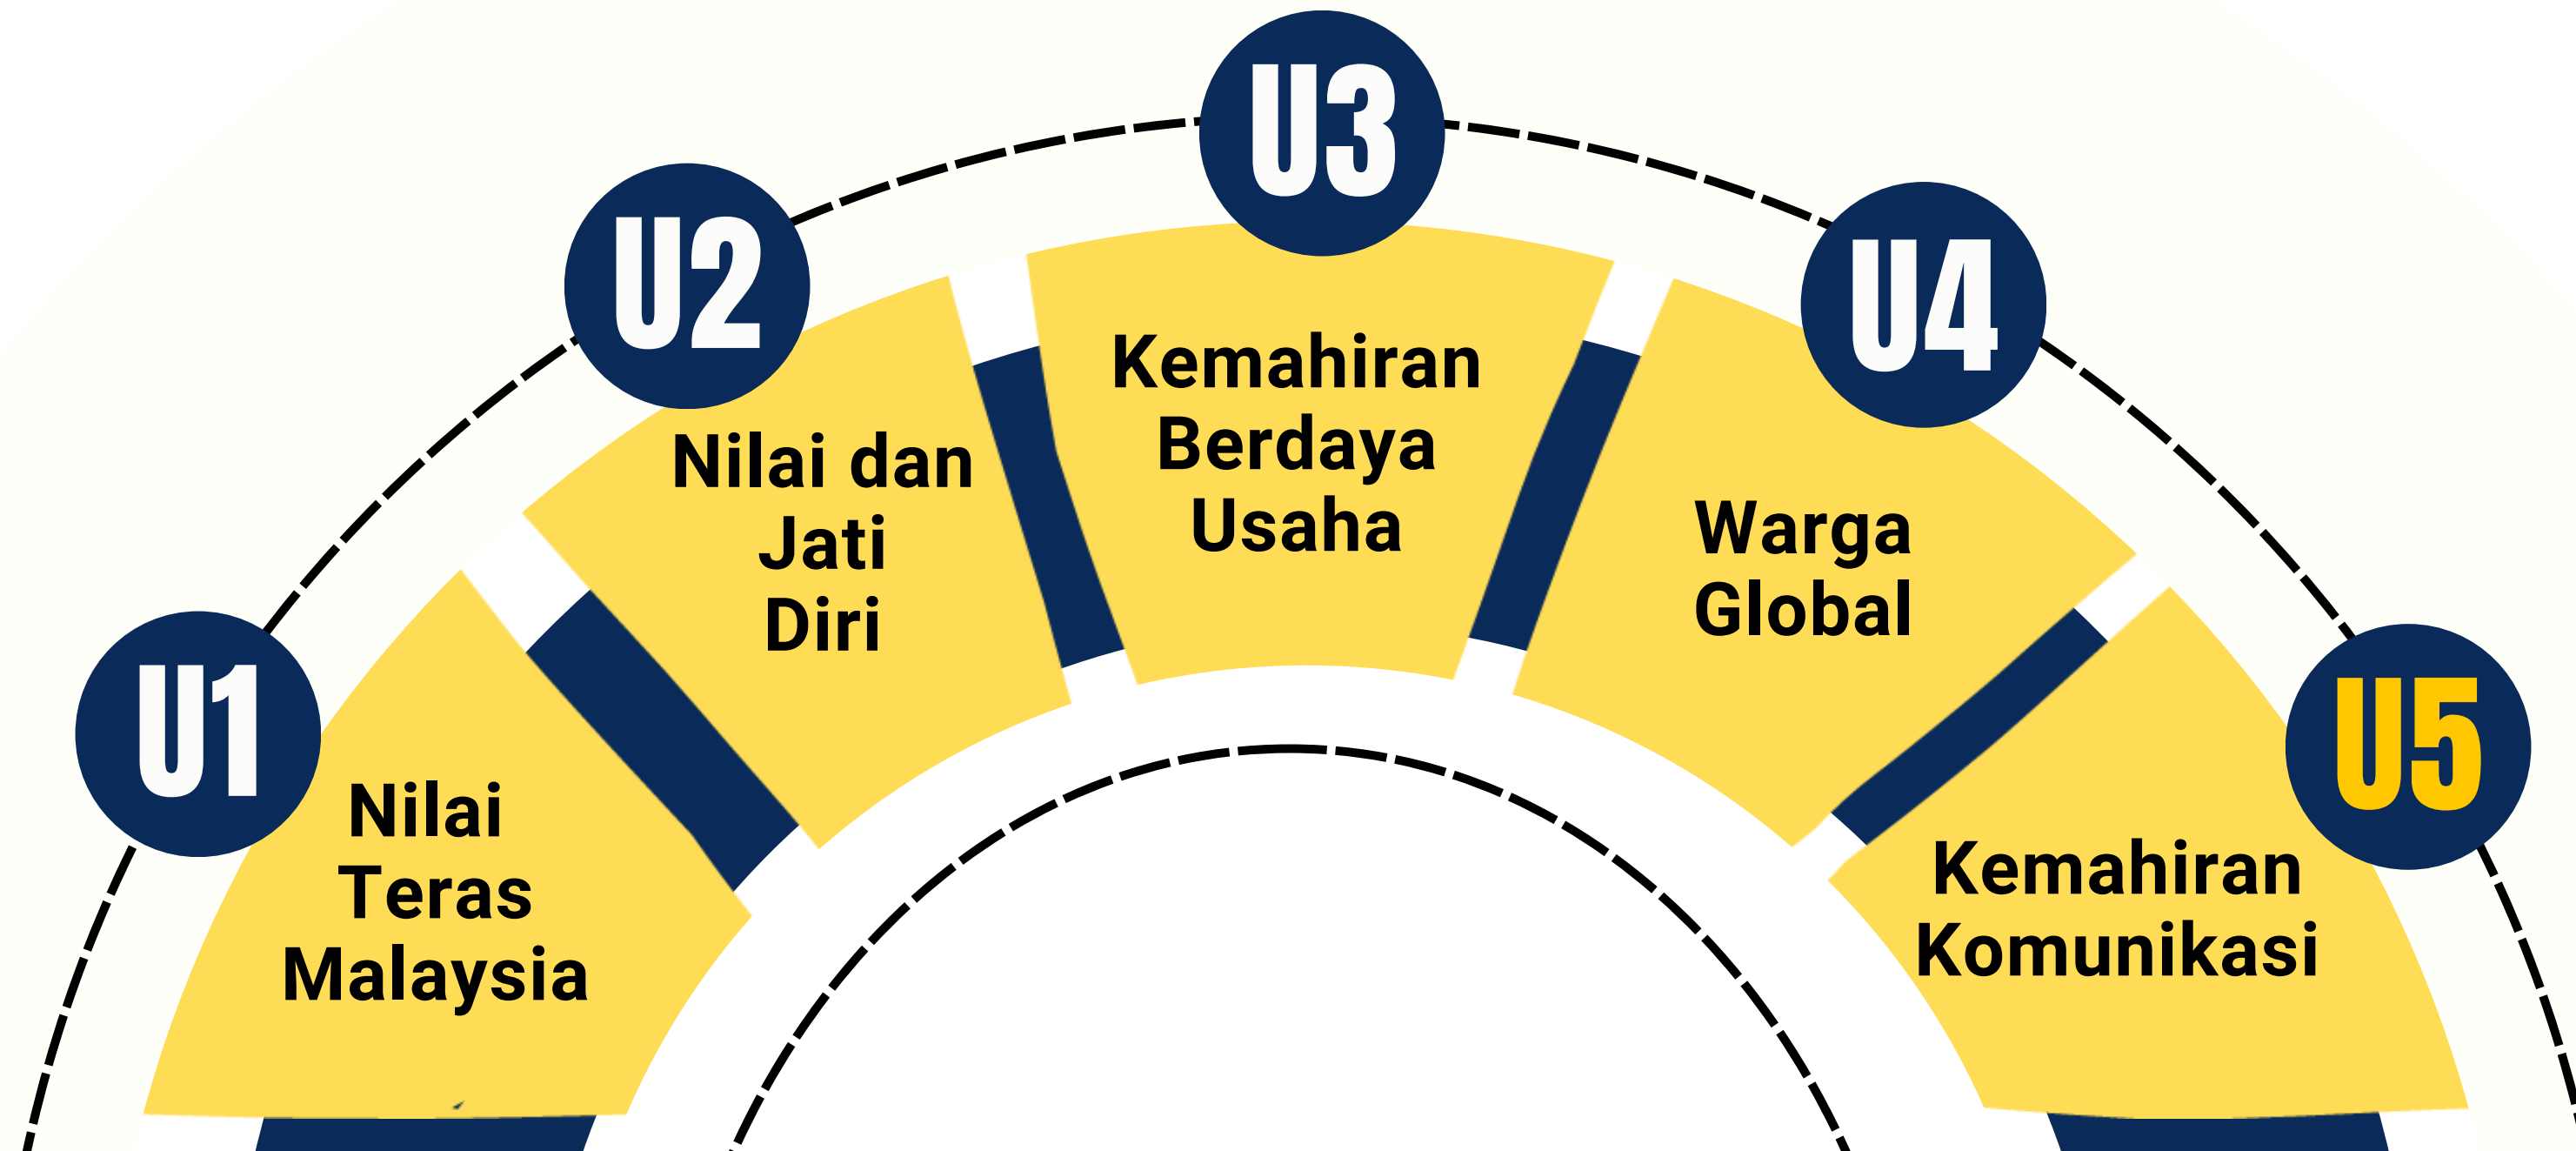 U1
Nilai
Teras
Malaysia
U2
Nilai dan
Jati
Diri
U3
Kemahiran
Berdaya
Usaha
U4
Warga
Global
U5
Kemahiran
Komunikasi